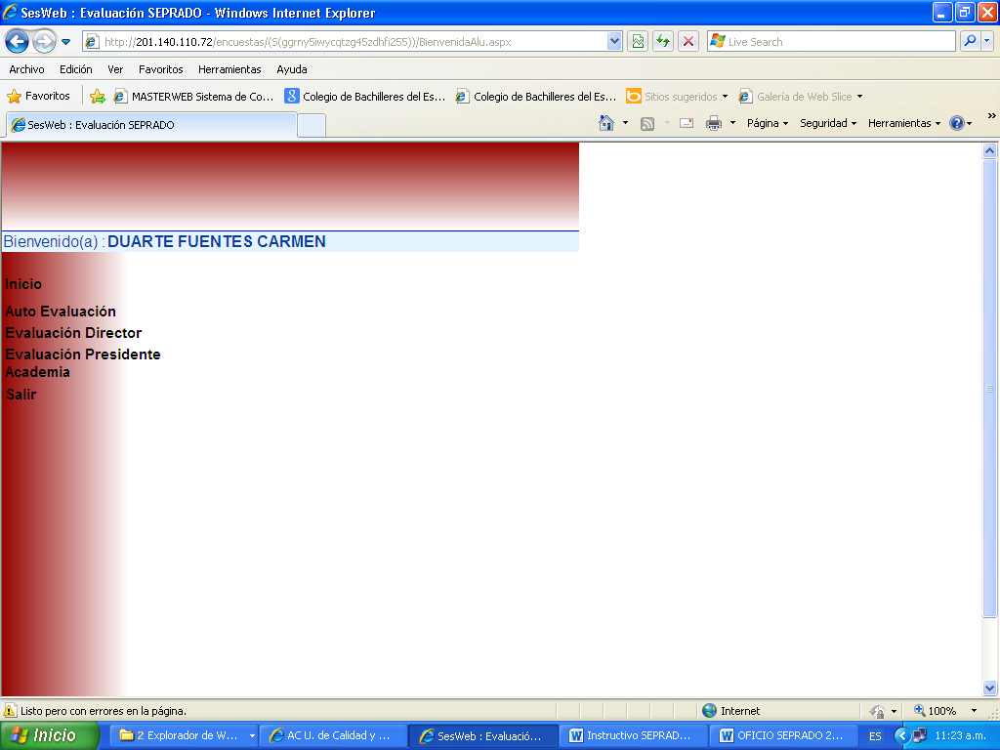 SesWeb : Evaluación SEPRADO - Windows Internet Explorer
http://201.140.110.72/encuestas/(S(ggrny5iwycqtzg45zdhfi255))/BienvenidaAlu.aspx
Live Search
Archivo Edición Ver Favoritos Herramientas Ayuda
Favoritos MASTERWEB Sistema de Co... Colegio de Bachilleres del Es... Colegio de Bachilleres del Es... Sitios sugeridos Galería de Web Slice
SesWeb : Evaluación SEPRADO Página Seguridad Herramientas »
Bienvenido(a) : DUARTE FUENTES CARMEN
Inicio
Auto Evaluación
Evaluación Director
Evaluación Presidente
Academia
Salir
Listo pero con errores en la página. Internet 100%
Inicio 2 Explorador de W... AC U. de Calidad y ... SesWeb : Evaluació... Instructivo SEPRAD... OFICIO SEPRADO 2... ES 11:23 a.m.